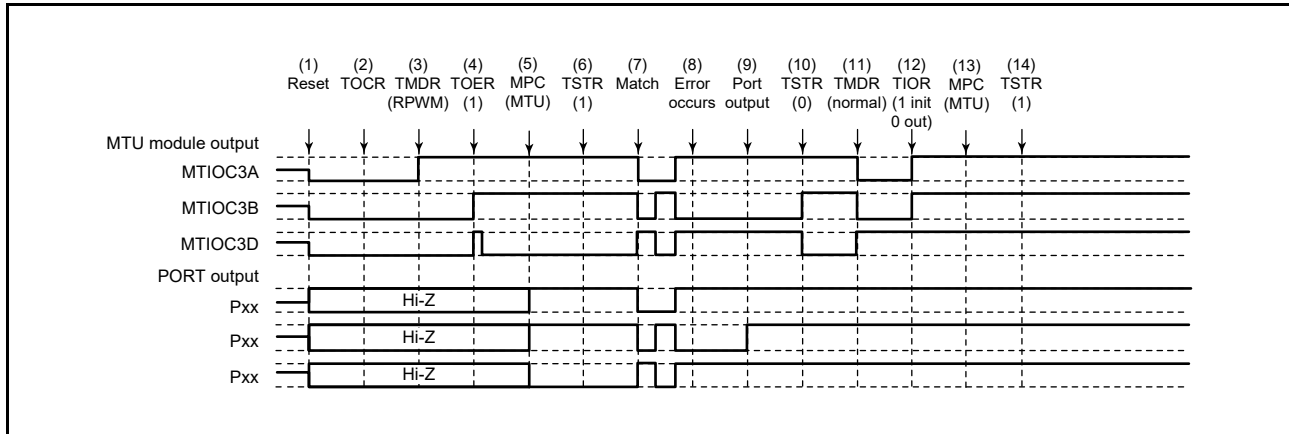 (1) (2) (3) (4) (5) (6) (7) (8) (9) (10) (11) (12) (13) (14)
Reset TOCR TMDR TOER MPC TSTR Match Error Port TSTR TMDR TIOR MPC TSTR
(RPWM) (1) (MTU) (1) occurs output (0) (normal) (1 init (MTU) (1)
0 out)
MTU module output
MTIOC3A
MTIOC3B
MTIOC3D
PORT output
Pxx Hi-Z
Pxx Hi-Z
Pxx Hi-Z